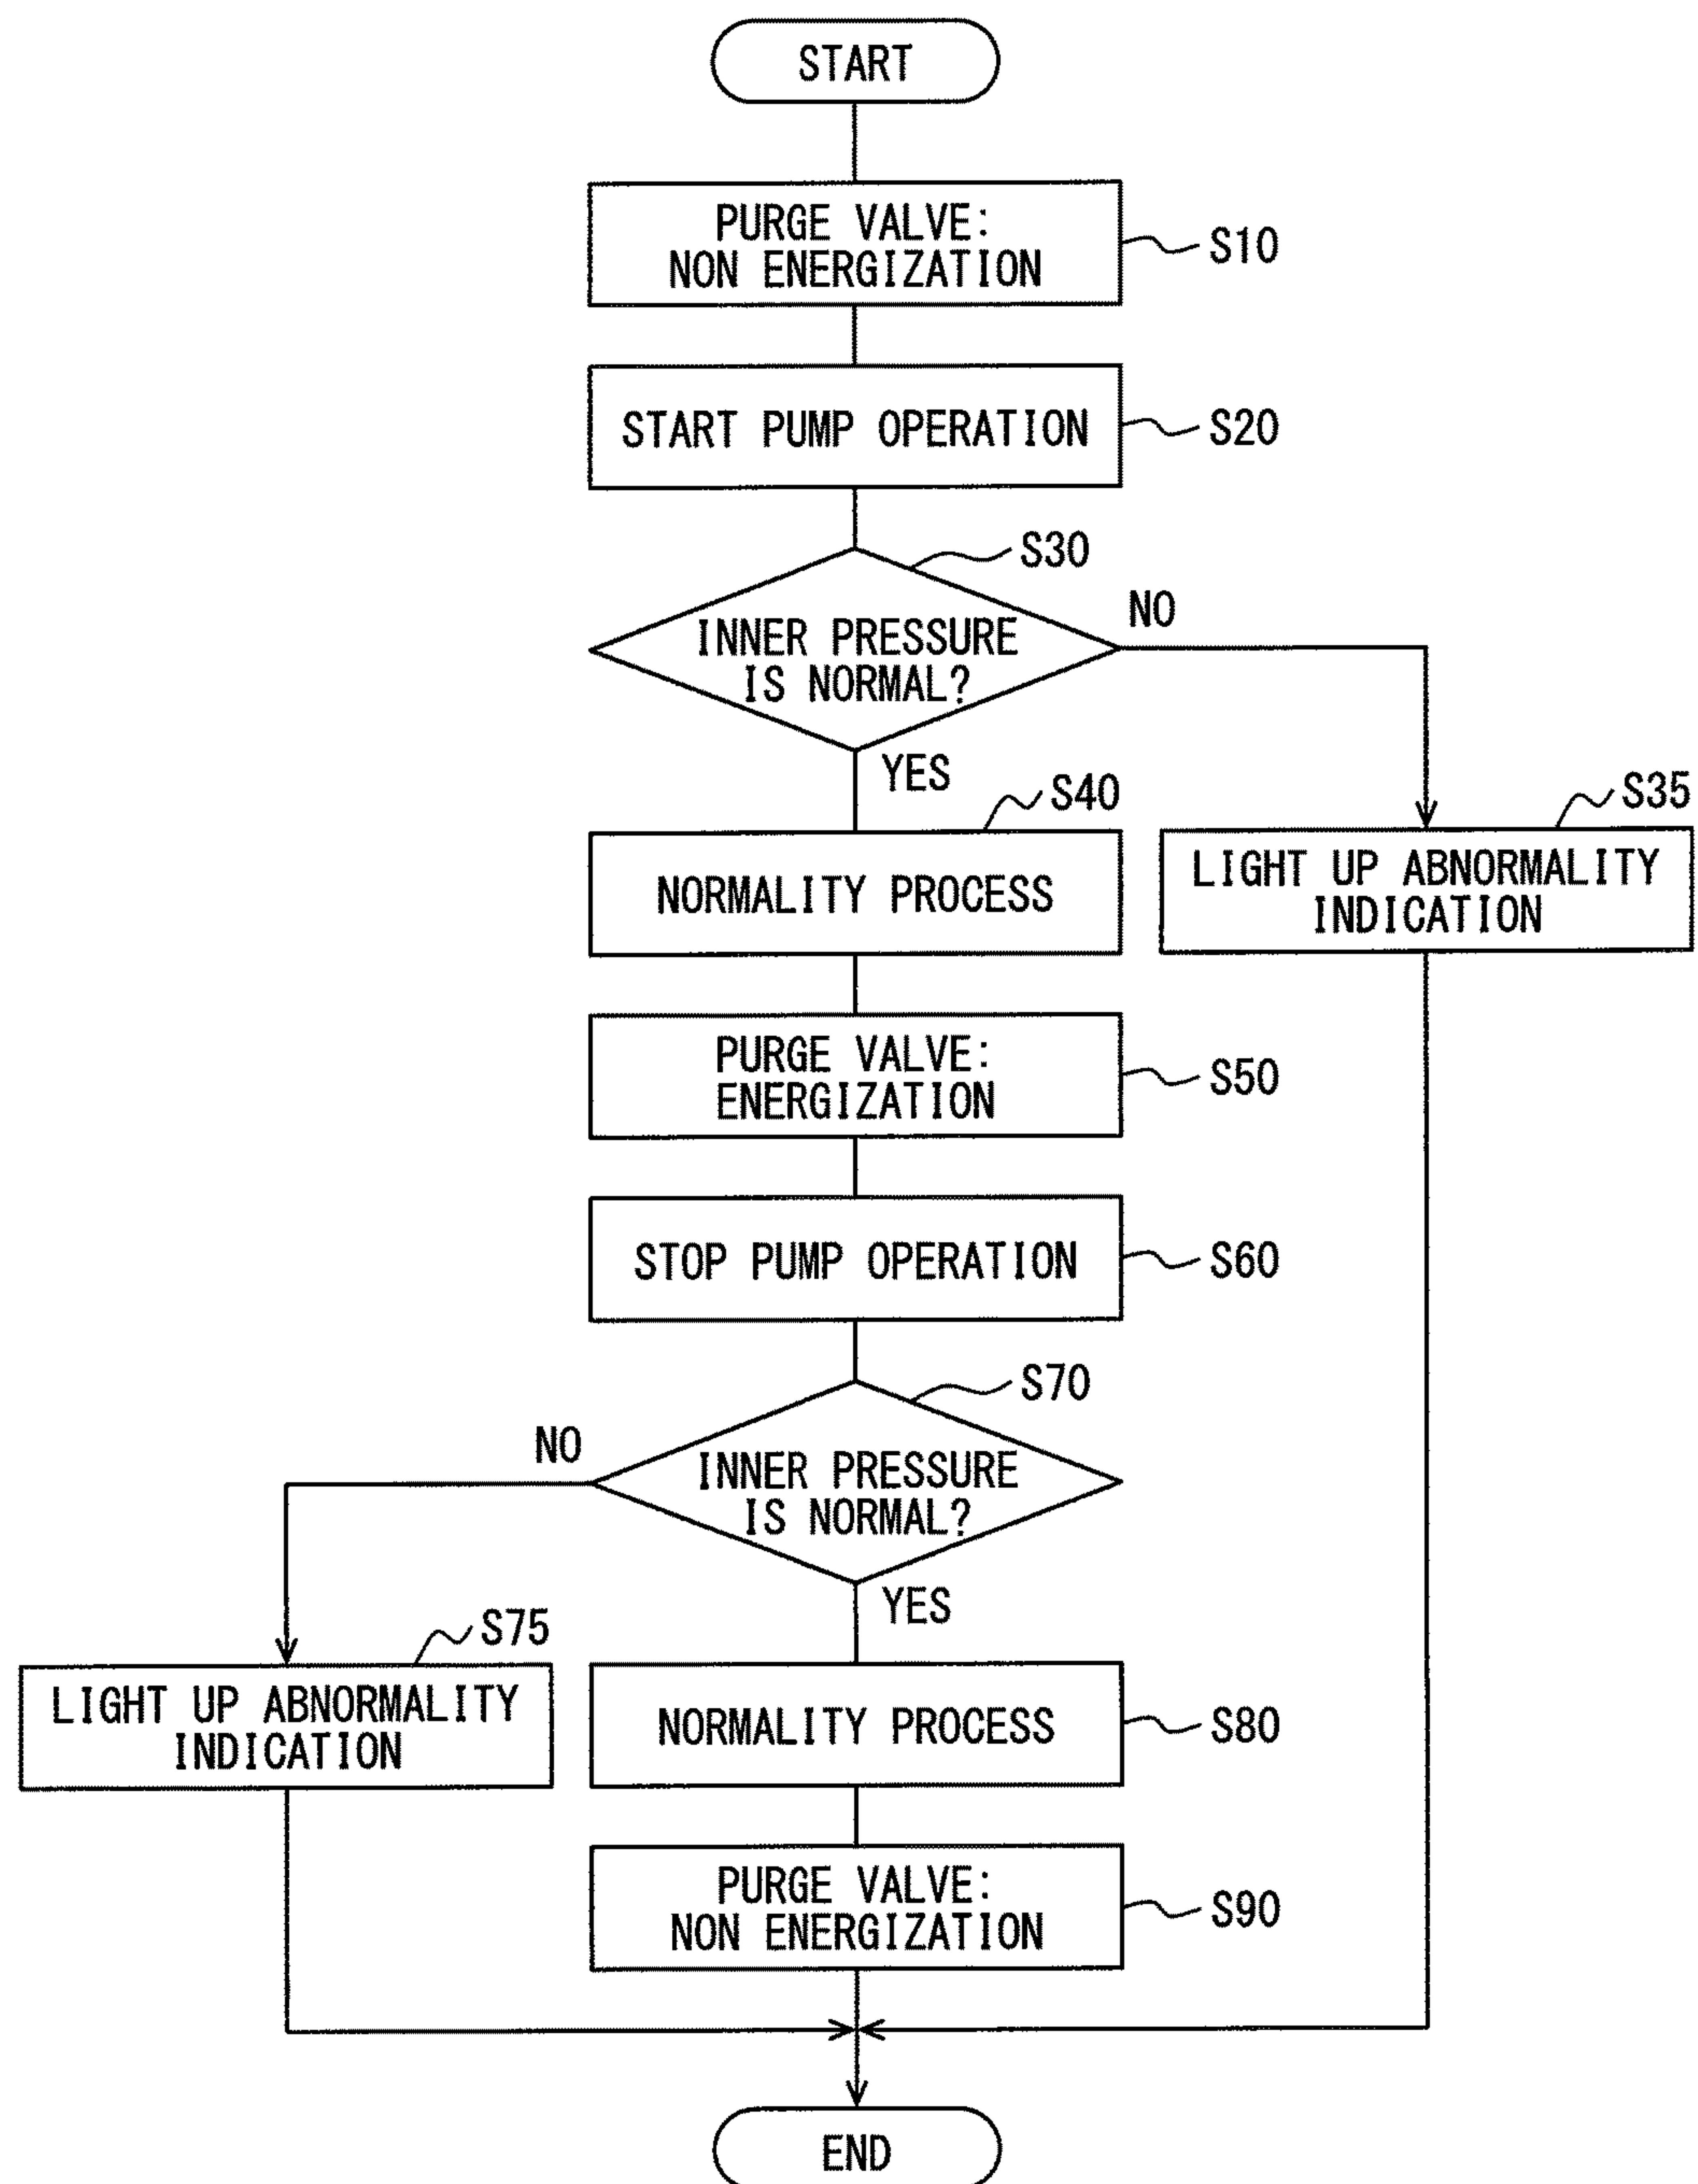 START
PURGE VALVE:
NON ENERGIZATION
S10
START PUMP OPERATION
S20
S30
INNER PRESSURE
IS NORMAL?
NO
YES
S40
S35
NORMALITY PROCESS
LIGHT UP ABNORMALITY
INDICATION
PURGE VALVE:
ENERGIZATION
S50
STOP PUMP OPERATION
S60
S70
NO
INNER PRESSURE
IS NORMAL?
YES
S75
LIGHT UP ABNORMALITY
INDICATION
NORMALITY PROCESS
S80
PURGE VALVE:
NON ENERGIZATION
S90
END